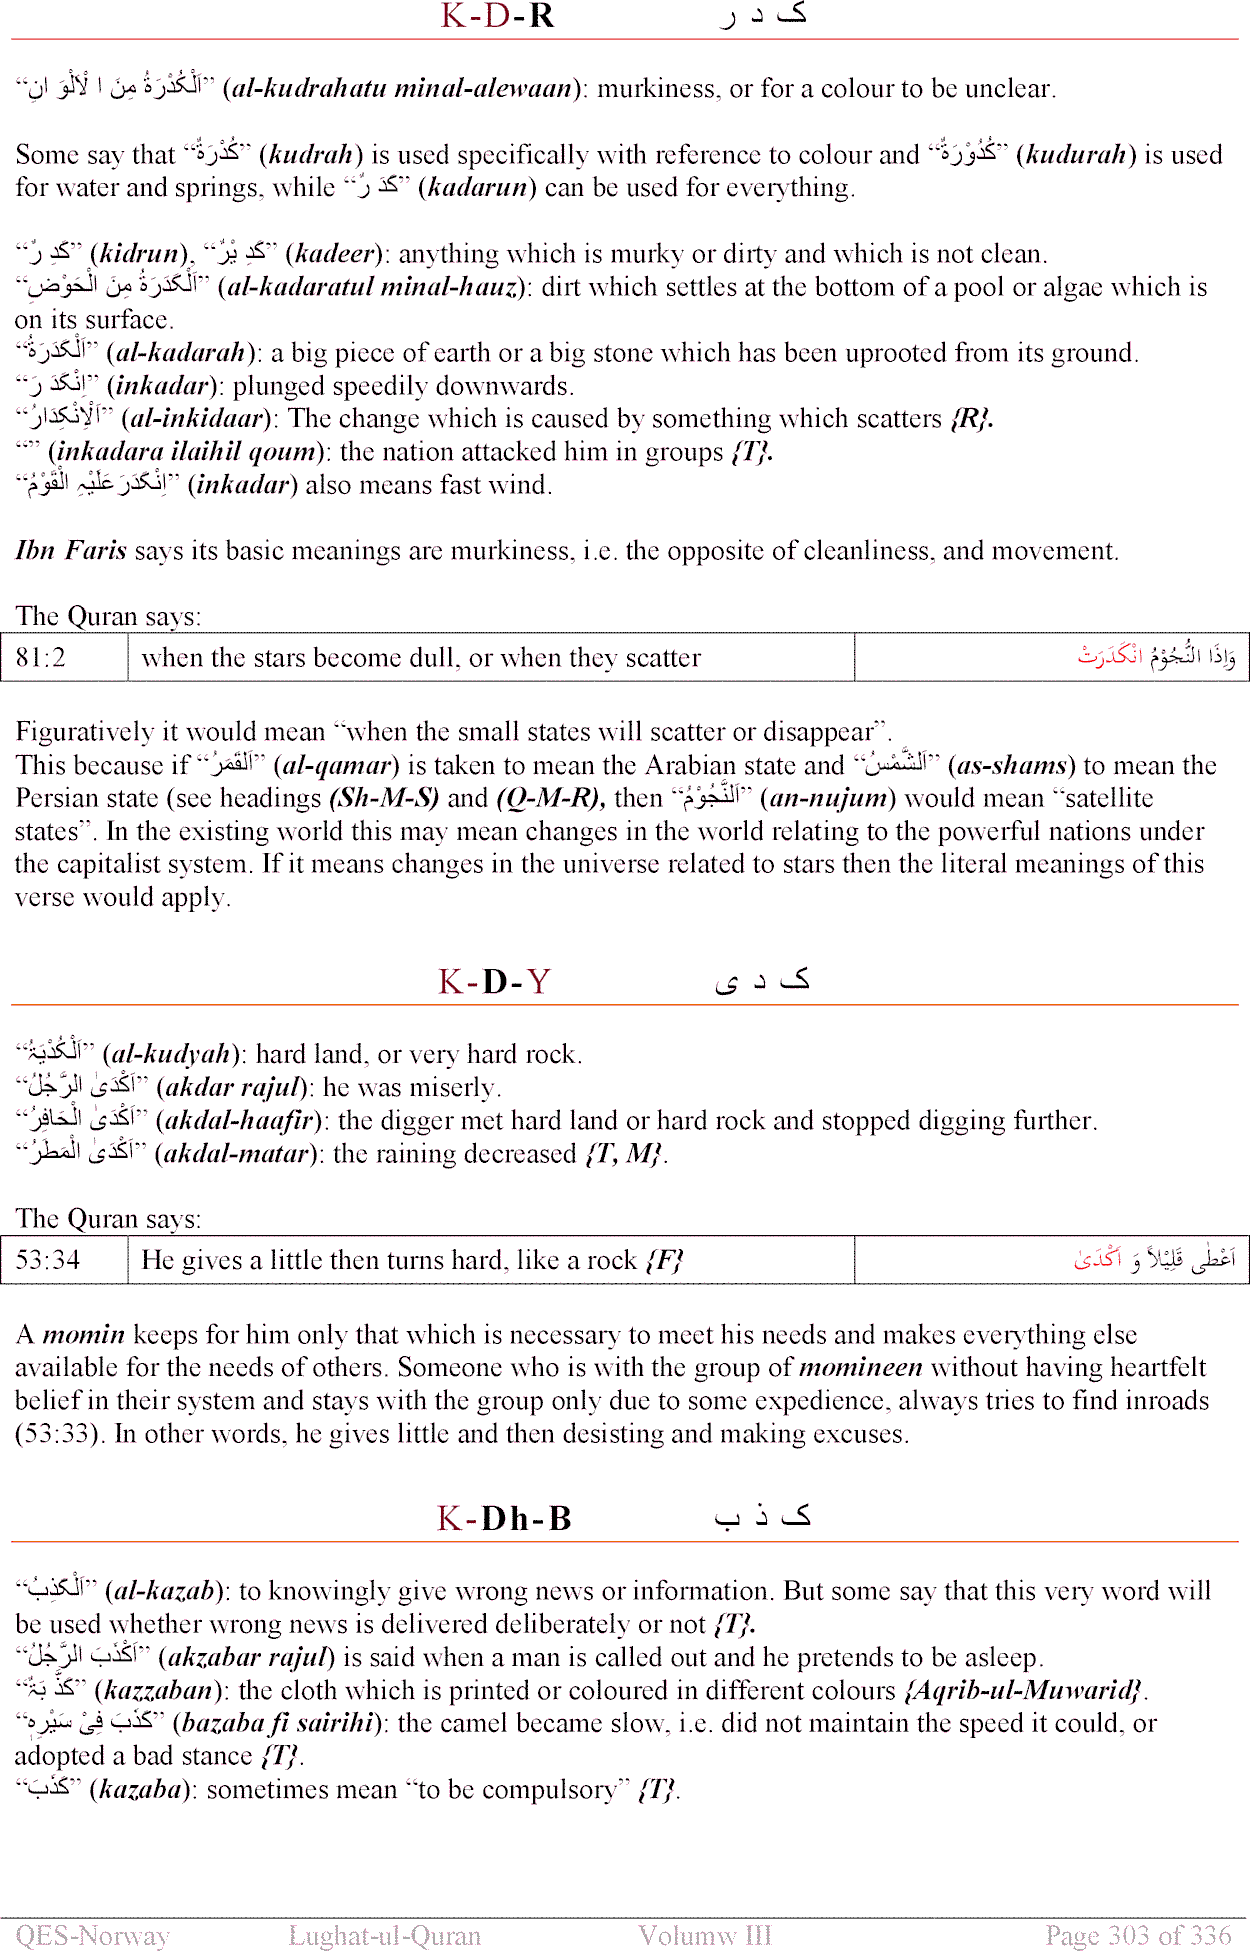 K-D-R ک د ر
“اَلْکُدْرَۃُ مِنَ ا لْاَلْوَ انِ” (al-kudrahatu minal-alewaan): murkiness, or for a colour to be unclear.
Some say that “کُدْرَۃٌ” (kudrah) is used specifically with reference to colour and “کُدُوْرَۃٌ” (kudurah) is used
for water and springs, while “کَدَ رٌ” (kadarun) can be used for everything.
“کَدِ رٌ” (kidrun), “کَدِ یْرٌ” (kadeer): anything which is murky or dirty and which is not clean.
“اَلْکَدَرَۃُ مِنَ الْحَوْضِ” (al-kadaratul minal-hauz): dirt which settles at the bottom of a pool or algae which is
on its surface.
“اَلْکَدَرَۃُ” (al-kadarah): a big piece of earth or a big stone which has been uprooted from its ground.
“اِنْکَدَ رَ” (inkadar): plunged speedily downwards.
“اَلْاِنْکِدَارُ” (al-inkidaar): The change which is caused by something which scatters {R}.
“” (inkadara ilaihil qoum): the nation attacked him in groups {T}.
“اِنْکَدَرَ عَلَیْہِ الْقَوْمُ” (inkadar) also means fast wind.
Ibn Faris says its basic meanings are murkiness, i.e. the opposite of cleanliness, and movement.
The Quran says:
81:2 when the stars become dull, or when they scatter وَاِذَا النُّجُوْمُ انْکَدَرَتْ
Figuratively it would mean “when the small states will scatter or disappear”.
This because if “اَلْقَمَرُ” (al-qamar) is taken to mean the Arabian state and “اَلشَّمْسُ” (as-shams) to mean the
Persian state (see headings (Sh-M-S) and (Q-M-R), then “اَلنَّجُوْمُ” (an-nujum) would mean “satellite
states”. In the existing world this may mean changes in the world relating to the powerful nations under
the capitalist system. If it means changes in the universe related to stars then the literal meanings of this
verse would apply.
K-D-Y ک د ی
“اَلْکُدْیَۃُ” (al-kudyah): hard land, or very hard rock.
“اَکْدَیٰ الرَّجُلُ” (akdar rajul): he was miserly.
“اَکْدَیٰ الْحَافِرُ” (akdal-haafir): the digger met hard land or hard rock and stopped digging further.
“اَکْدَیٰ الْمَطَرُ” (akdal-matar): the raining decreased {T, M}.
The Quran says:
53:34 He gives a little then turns hard, like a rock {F} اَعْطٰی قَلِیْلاً وَ اَکْدَیٰ
A momin keeps for him only that which is necessary to meet his needs and makes everything else
available for the needs of others. Someone who is with the group of momineen without having heartfelt
belief in their system and stays with the group only due to some expedience, always tries to find inroads
(53:33). In other words, he gives little and then desisting and making excuses.
K-Dh-B ک ذ ب
“اَلْکَذِبُ” (al-kazab): to knowingly give wrong news or information. But some say that this very word will
be used whether wrong news is delivered deliberately or not {T}.
“اَکْذَبَ الرَّجُلُ” (akzabar rajul) is said when a man is called out and he pretends to be asleep.
“کَذَّ بَۃٌ” (kazzaban): the cloth which is printed or coloured in different colours {Aqrib-ul-Muwarid}.
“کَذَبَ فِیْ سَیْرِہٖ” (bazaba fi sairihi): the camel became slow, i.e. did not maintain the speed it could, or
adopted a bad stance {T}.
“کَذَبَ” (kazaba): sometimes mean “to be compulsory” {T}.
QES-Norway Lughat-ul-Quran Volumw III Page 303 of 336